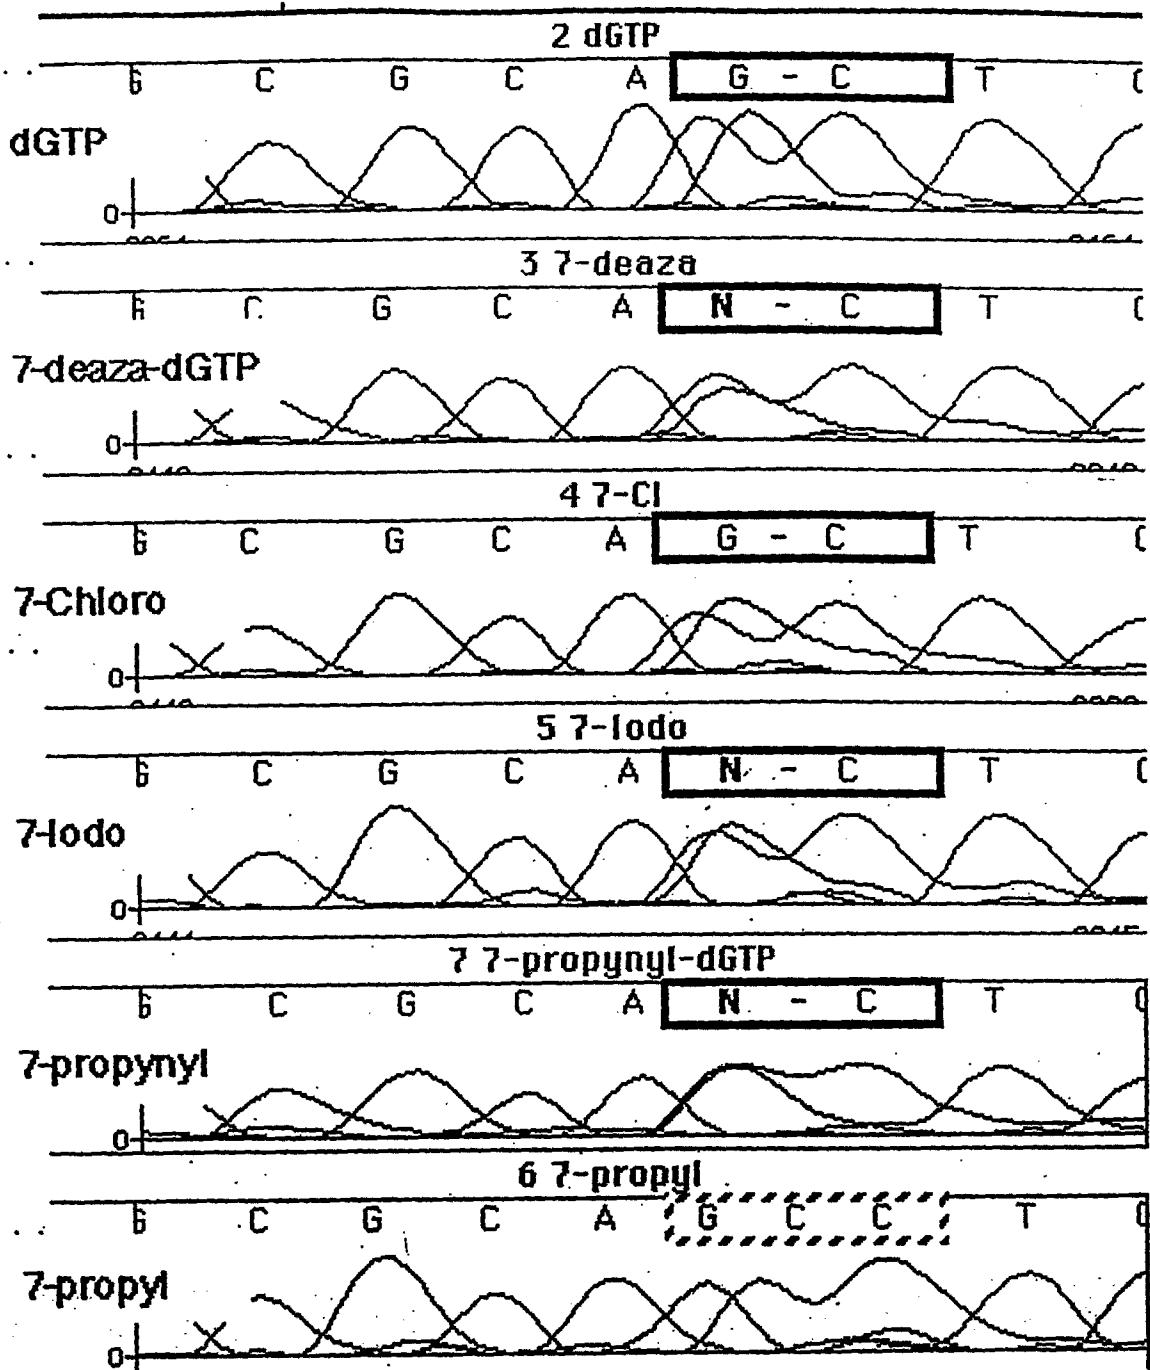 2 dGTP
G C G C A G - C T
dGTP
0
3 7-deaza
C G C A N - C T
7-deaza-dGTP
0
4 7-Cl
G C G C A G - C T
7-Chloro
0
5 7-Iodo
G C G C A N - C T
7-Iodo
0
7 7-propynyl-dGTP
G C G C A N - C T
7-propynyl
0
6 7-propyl
G C G C A G C C T
7-propyl
0